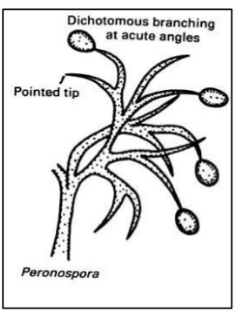 Dichotomous branching
at acute angles
Pointed tip
Peronospora